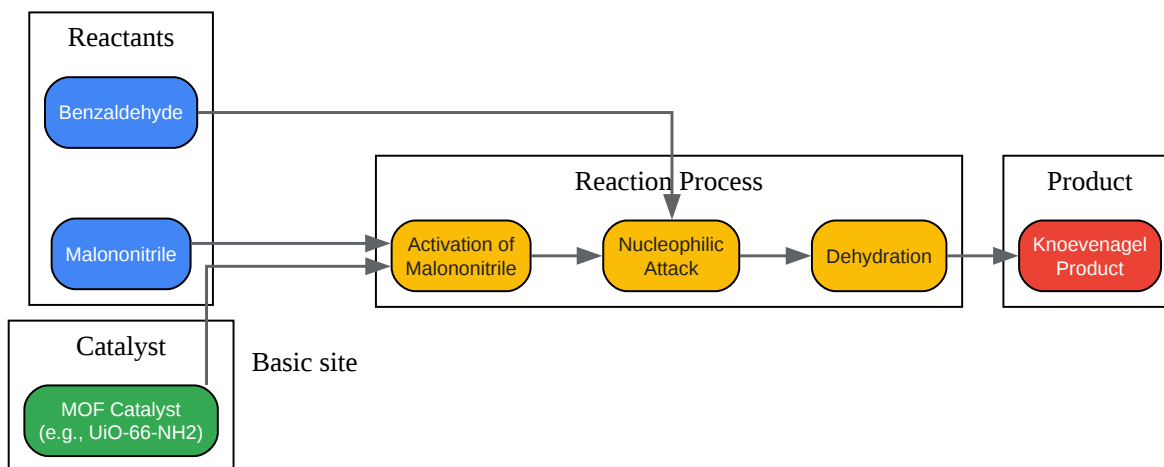 Reactants
Benzaldehyde
Malononitrile
Catalyst
MOF Catalyst
(e.g., UiO-66-NH2)
Basic site
Reaction Process
Activation of
Malononitrile
Nucleophilic
Attack
Dehydration
Product
Knoevenagel
Product